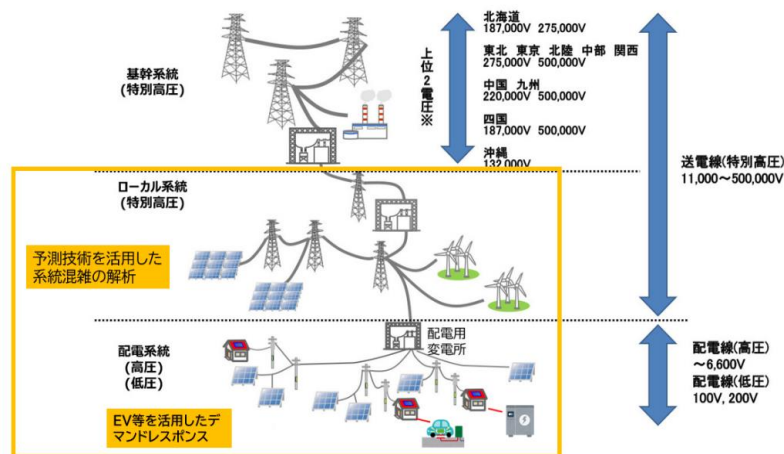 基幹系統
(特別高圧)
上位2電圧※
北海道
187,000V 275,000V
東北 東京 北陸 中部 関西
275,000V 500,000V
中国 九州
220,000V 500,000V
四国
187,000V 500,000V
沖縄
132,000V
送電線(特別高圧)
11,000～500,000V
ローカル系統
(特別高圧)
予測技術を活用した
系統混雑の解析
配電用
変電所
配電系統
(高圧)
(低圧)
配電線(高圧)
～6,600V
配電線(低圧)
100V, 200V
EV等を活用したデ
マンドレスポンス